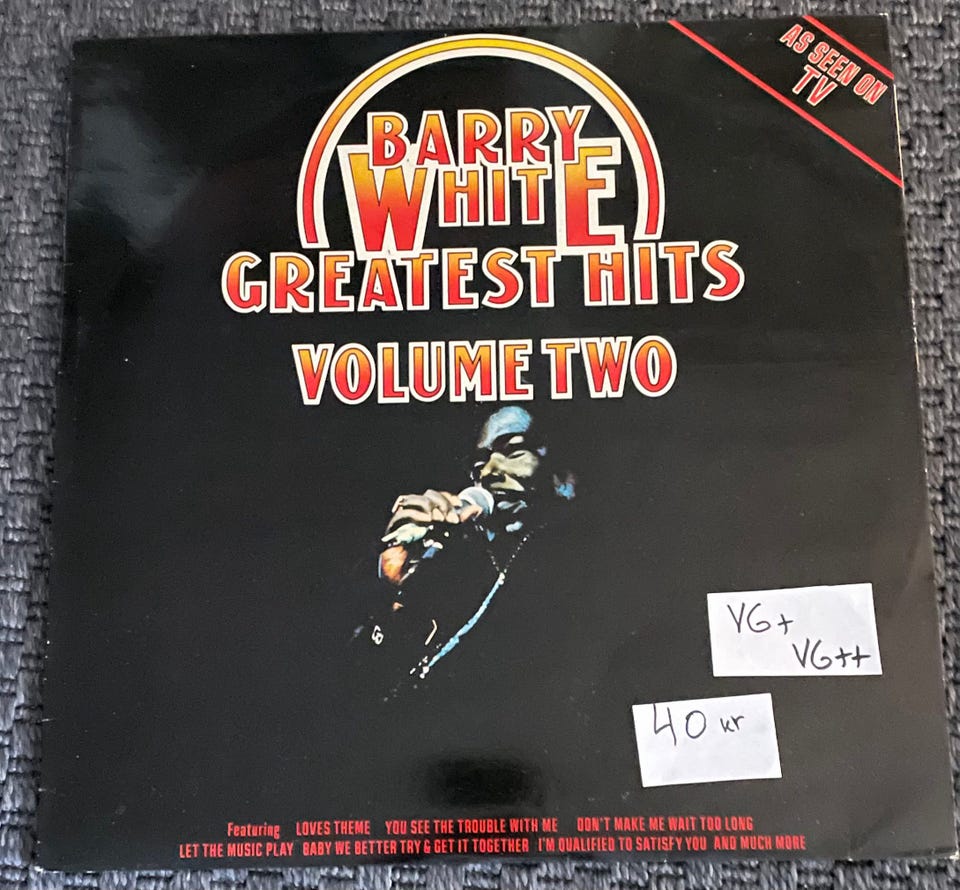 AS SEEN ON
TV
BARRY
WHITE
GREATEST HITS
VOLUME TWO
VG+
VG++
40 kr
Featuring LOVES THEME YOU SEE THE TROUBLE WITH ME DON'T MAKE ME WAIT TOO LONG
LET THE MUSIC PLAY BABY WE BETTER TRY & GET IT TOGETHER I'M QUALIFIED TO SATISFY YOU AND MUCH MORE